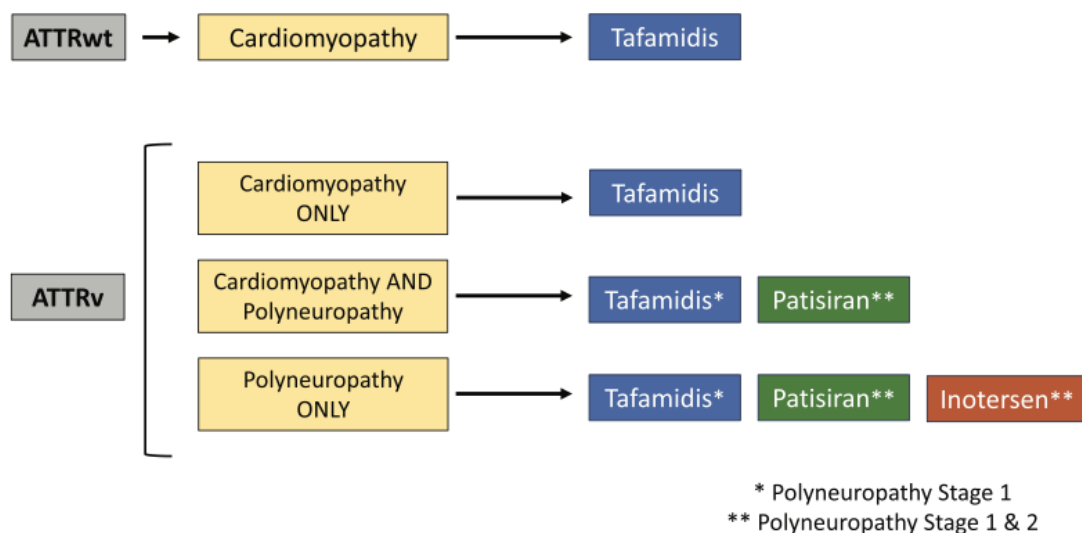 ATTRwt
Cardiomyopathy
Tafamidis
ATTRv
Cardiomyopathy
ONLY
Tafamidis
Cardiomyopathy AND
Polyneuropathy
Tafamidis*
Patisiran**
Polyneuropathy
ONLY
Tafamidis*
Patisiran**
Inotersen**
* Polyneuropathy Stage 1
** Polyneuropathy Stage 1 & 2